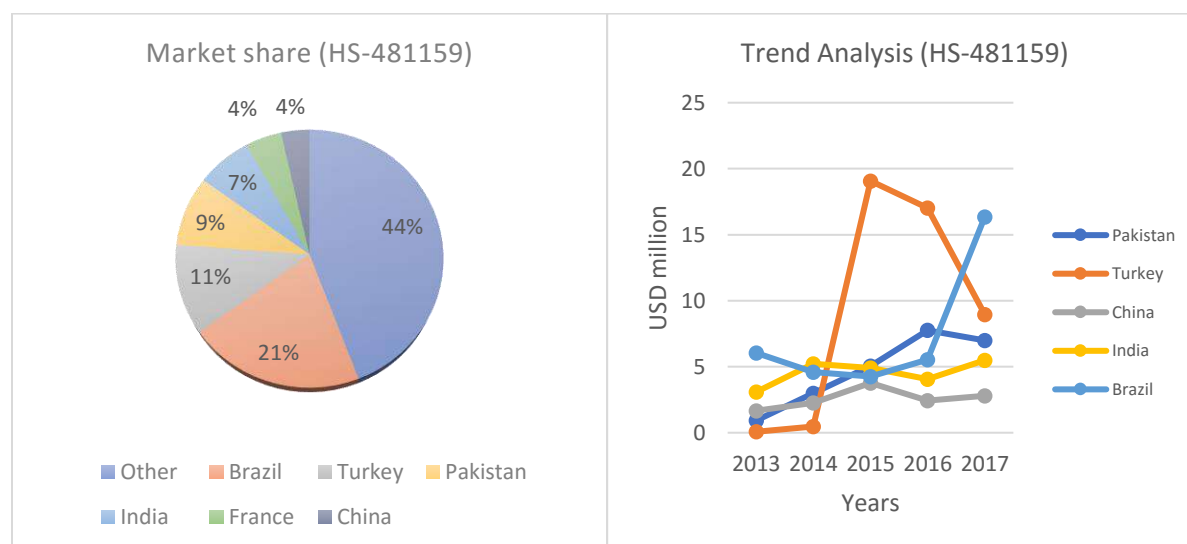 Market share (HS-481159)
4%
4%
7%
9%
44%
11%
21%
Other Brazil Turkey Pakistan
India France China
Trend Analysis (HS-481159)
25
20
15
10
5
0
USD million
2013 2014 2015 2016 2017
Years
Pakistan
Turkey
China
India
Brazil